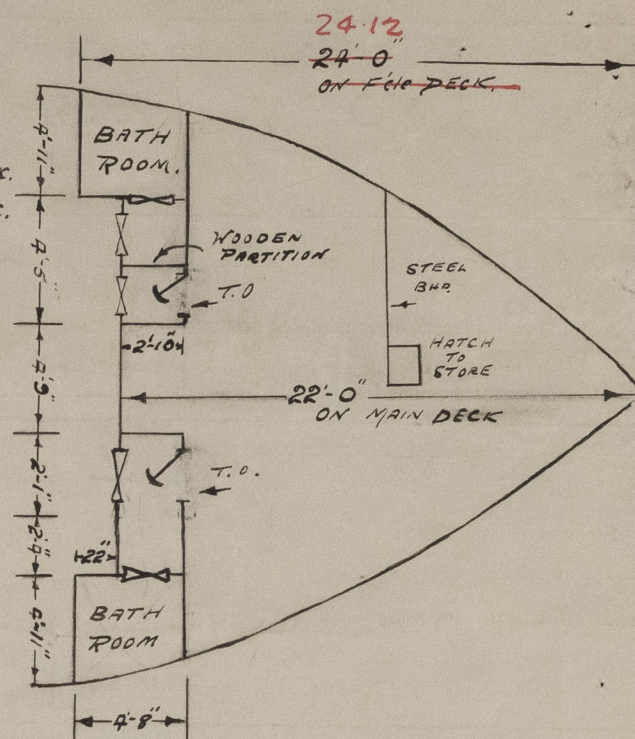 24.12
24'-0"
ON F'cle DECK.
BATH
ROOM.
4'-11"
4'-5"
4'9"
2'-1"
2'4"
4'-11"
WOODEN
PARTITION
T.O
2'-10"
STEEL
BHD.
HATCH
TO
STORE
22'-0"
ON MAIN DECK
T.O.
22"
BATH
ROOM
4'-8"